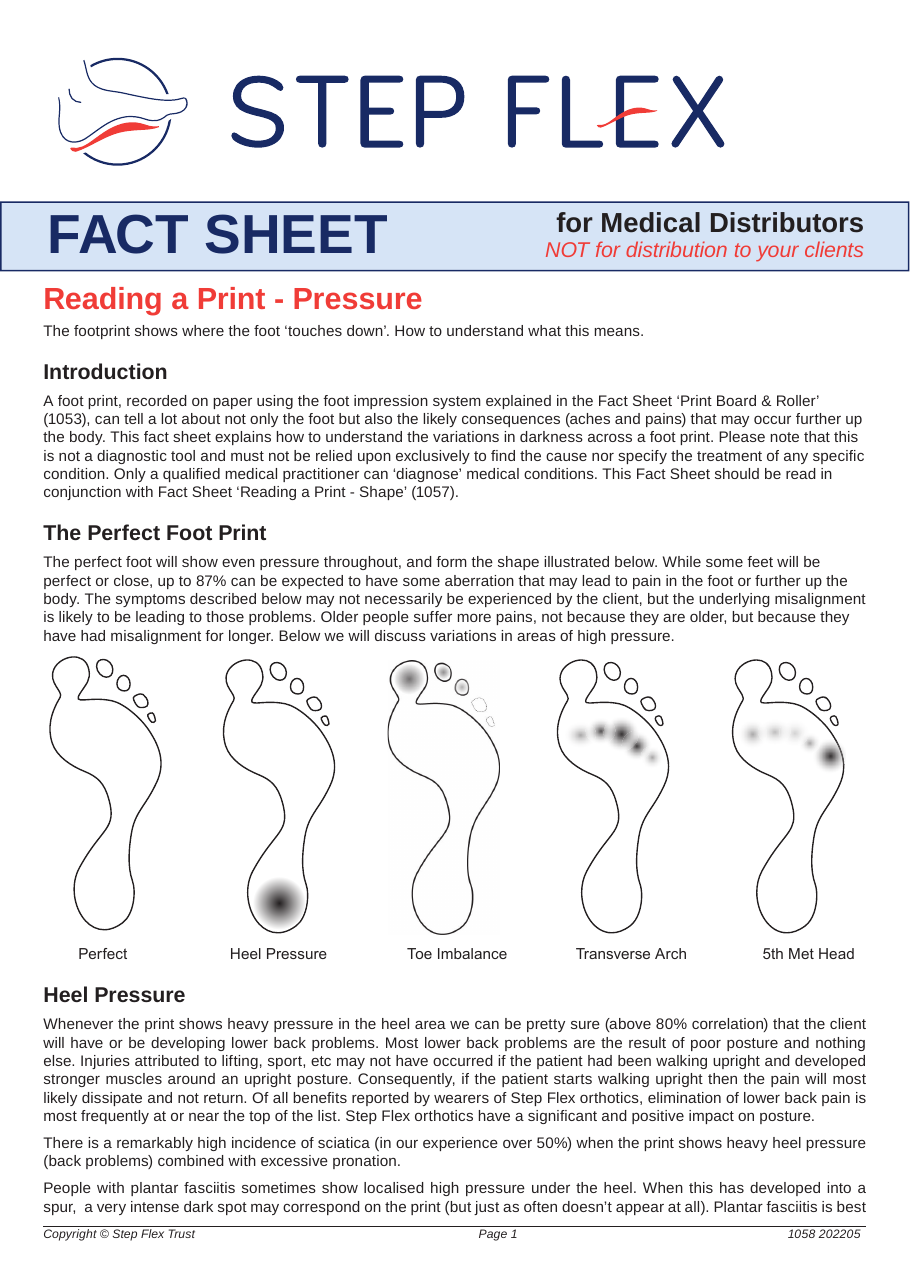 STEP FLEX
FACT SHEET
for Medical Distributors
NOT for distribution to your clients
Reading a Print - Pressure
The footprint shows where the foot ‘touches down’. How to understand what this means.
Introduction
A foot print, recorded on paper using the foot impression system explained in the Fact Sheet ‘Print Board & Roller’
(1053), can tell a lot about not only the foot but also the likely consequences (aches and pains) that may occur further up
the body. This fact sheet explains how to understand the variations in darkness across a foot print. Please note that this
is not a diagnostic tool and must not be relied upon exclusively to find the cause nor specify the treatment of any specific
condition. Only a qualified medical practitioner can ‘diagnose’ medical conditions. This Fact Sheet should be read in
conjunction with Fact Sheet ‘Reading a Print - Shape’ (1057).
The Perfect Foot Print
The perfect foot will show even pressure throughout, and form the shape illustrated below. While some feet will be
perfect or close, up to 87% can be expected to have some aberration that may lead to pain in the foot or further up the
body. The symptoms described below may not necessarily be experienced by the client, but the underlying misalignment
is likely to be leading to those problems. Older people suffer more pains, not because they are older, but because they
have had misalignment for longer. Below we will discuss variations in areas of high pressure.
Perfect
Heel Pressure
Toe Imbalance
Transverse Arch
5th Met Head
Heel Pressure
Whenever the print shows heavy pressure in the heel area we can be pretty sure (above 80% correlation) that the client
will have or be developing lower back problems. Most lower back problems are the result of poor posture and nothing
else. Injuries attributed to lifting, sport, etc may not have occurred if the patient had been walking upright and developed
stronger muscles around an upright posture. Consequently, if the patient starts walking upright then the pain will most
likely dissipate and not return. Of all benefits reported by wearers of Step Flex orthotics, elimination of lower back pain is
most frequently at or near the top of the list. Step Flex orthotics have a significant and positive impact on posture.
There is a remarkably high incidence of sciatica (in our experience over 50%) when the print shows heavy heel pressure
(back problems) combined with excessive pronation.
People with plantar fasciitis sometimes show localised high pressure under the heel. When this has developed into a
spur,  a very intense dark spot may correspond on the print (but just as often doesn’t appear at all). Plantar fasciitis is best
Copyright © Step Flex Trust
Page 1
1058 202205